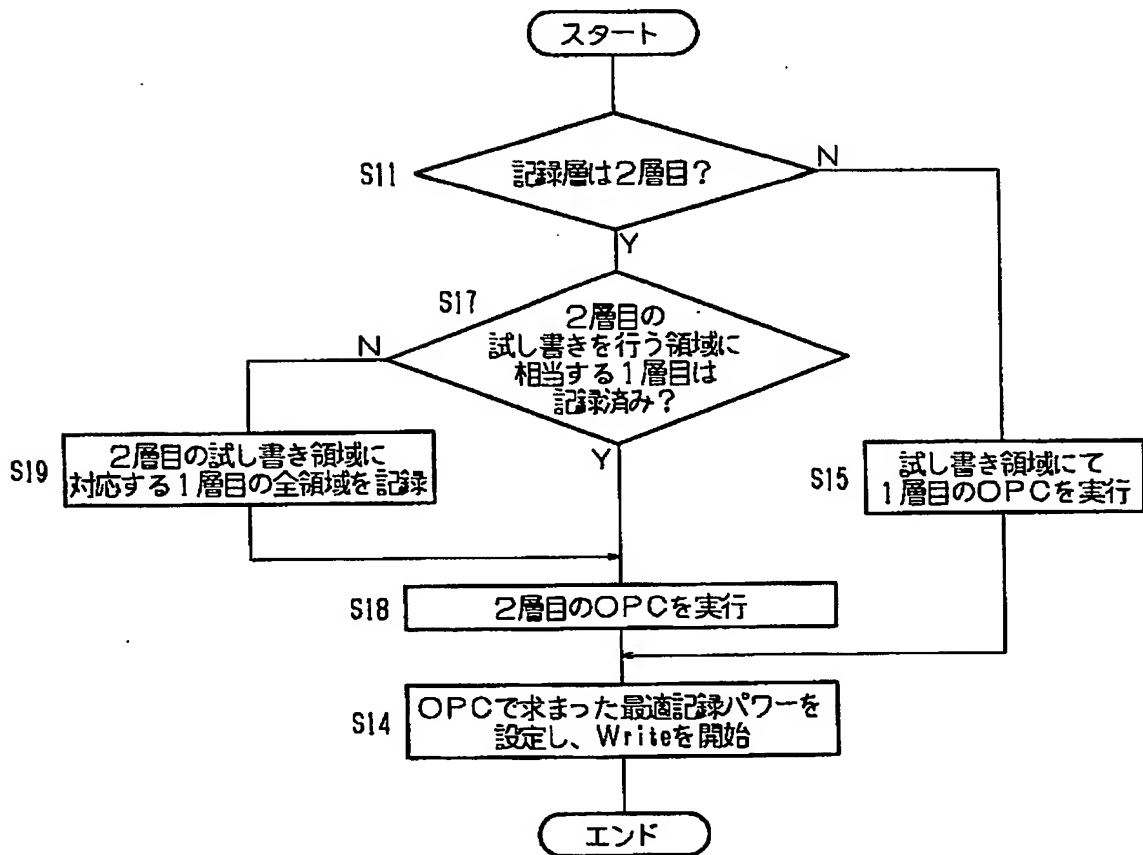 スタート
S11
記録層は2層目?
N
Y
S17
2層目の
試し書きを行う領域に
相当する1層目は
記録済み?
N
Y
S19
2層目の試し書き領域に
対応する1層目の全領域を記録
S15
試し書き領域にて
1層目のOPCを実行
S18
2層目のOPCを実行
S14
OPCで求まった最適記録パワーを
設定し、Writeを開始
エンド